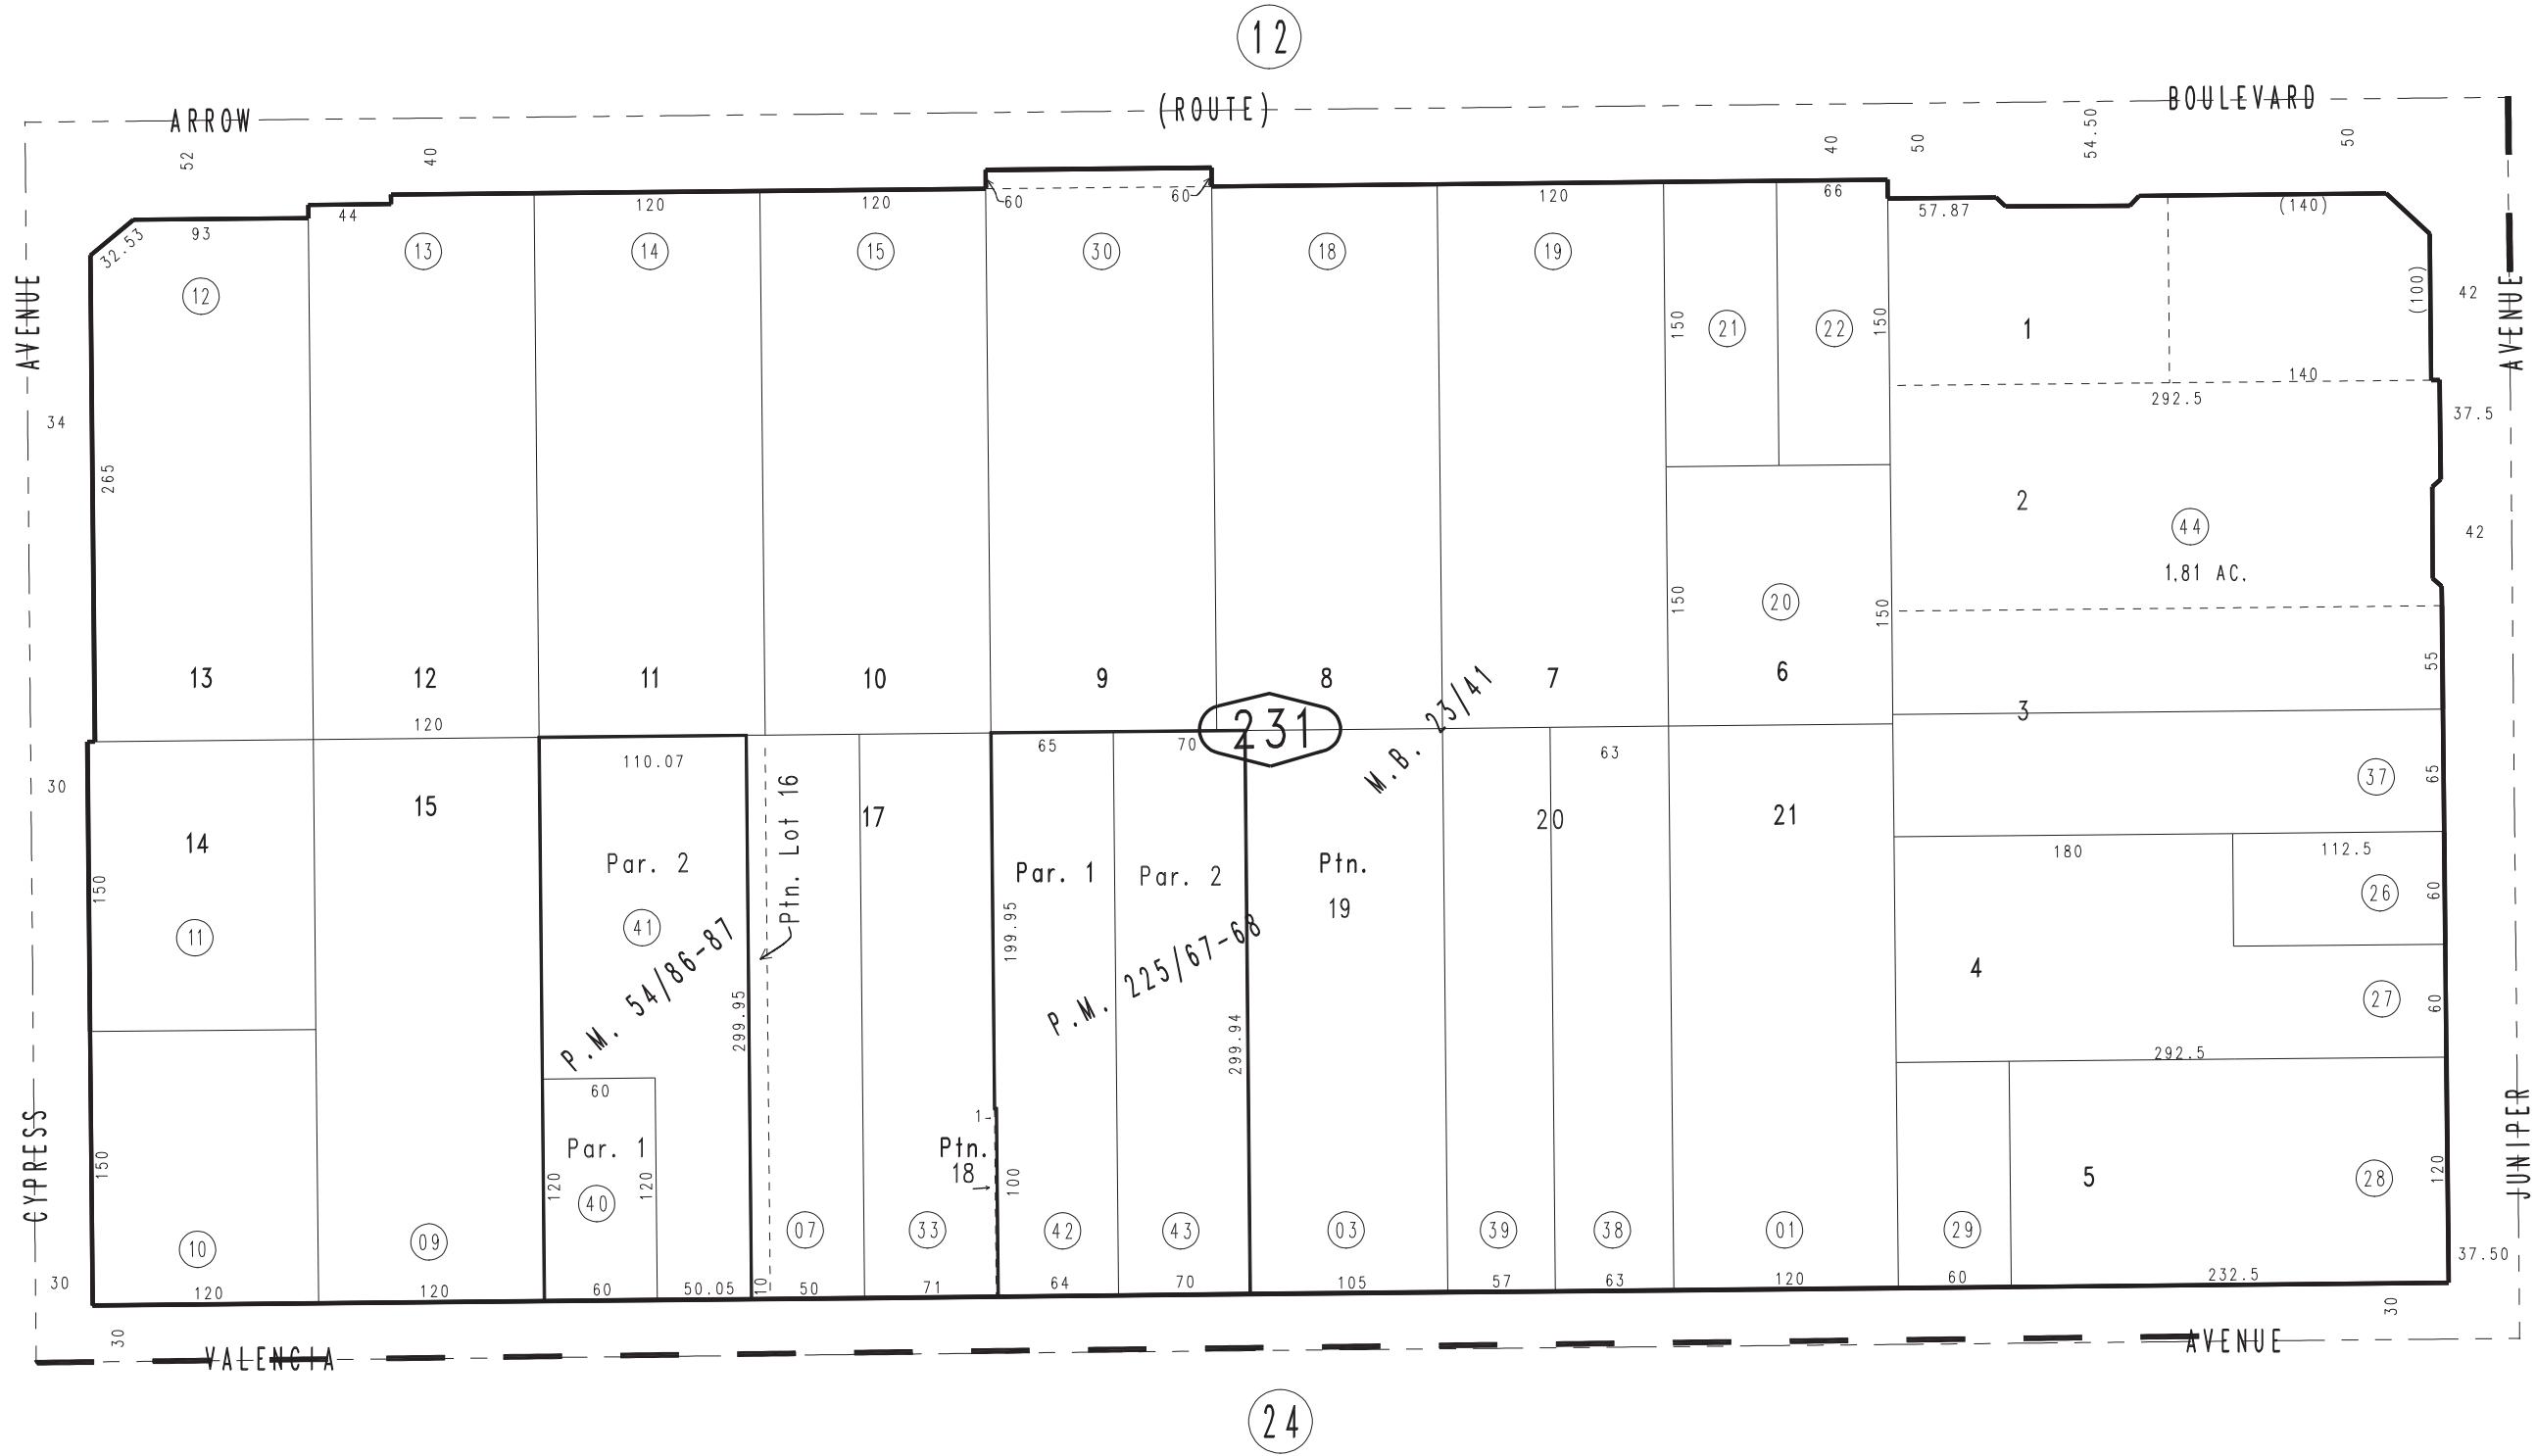 12
ARROW (ROUTE) BOULEVARD
52 40 40 50 54.50 50
44 120 120 60 60 120 66 57.87 (140)
32.53 93
13 14 15 30 18 19
12
AVENUE
AVENUE
42
(100)
150 21 22 150 1
140
292.5
34
37.5
265
2
44
42
1.81 AC.
150 20 150
55
13 12 11 10 9 8 7 6
3
M.B. 23/41
120
231
110.07 65 70 63
30
37
65
15 17 20 21
14
Par. 2
Ptn. Lot 16
Par. 1 Par. 2 Ptn.
19
180 112.5
150
26
60
11
41
P.M. 54/86-87
199.95
P.M. 225/67-68
4
27
60
299.95
299.94
292.5
60
1
Par. 1
Ptn.
18
100
CYPRESS
JUNIPER
150
120 120
40
5
28
120
10 09 07 33 42 43 03 39 38 01 29
30
37.50
120 120 60 50.05 10 50 71 64 70 105 57 63 120 60 232.5
30
30
VALENCIA AVENUE
24